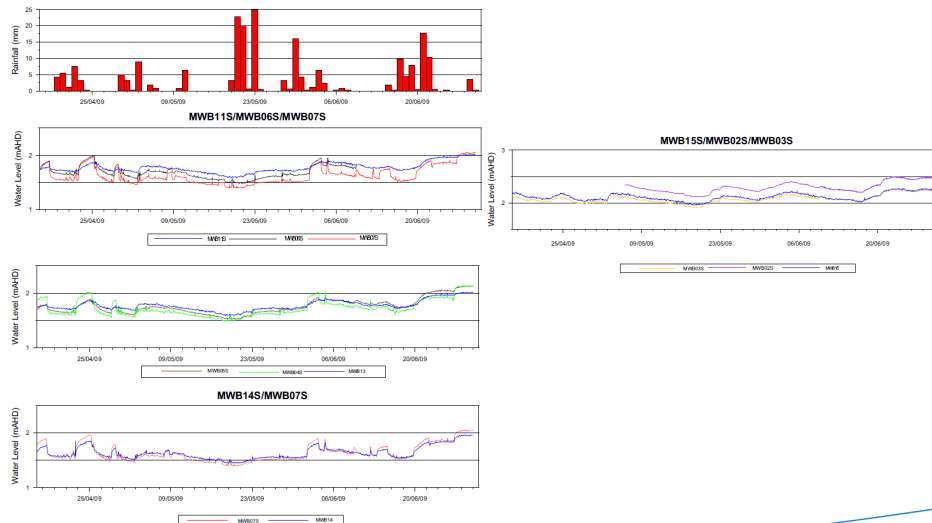 25
20
15
10
5
0
Rainfall (mm)
25/04/09 09/05/09 23/05/09 06/06/09 20/06/09
MWB11S/MWB06S/MWB07S
2
1
Water Level (mAHD)
25/04/09 09/05/09 23/05/09 06/06/09 20/06/09
MWB11S MWB06S MWB07S
2
1
Water Level (mAHD)
25/04/09 09/05/09 23/05/09 06/06/09 20/06/09
MWB06S MWB04S MWB13
MWB14S/MWB07S
2
1
Water Level (mAHD)
25/04/09 09/05/09 23/05/09 06/06/09 20/06/09
MWB07S MWB14
MWB15S/MWB02S/MWB03S
3
2
Water Level (mAHD)
25/04/09 09/05/09 23/05/09 06/06/09 20/06/09
MWB03S MWB02S